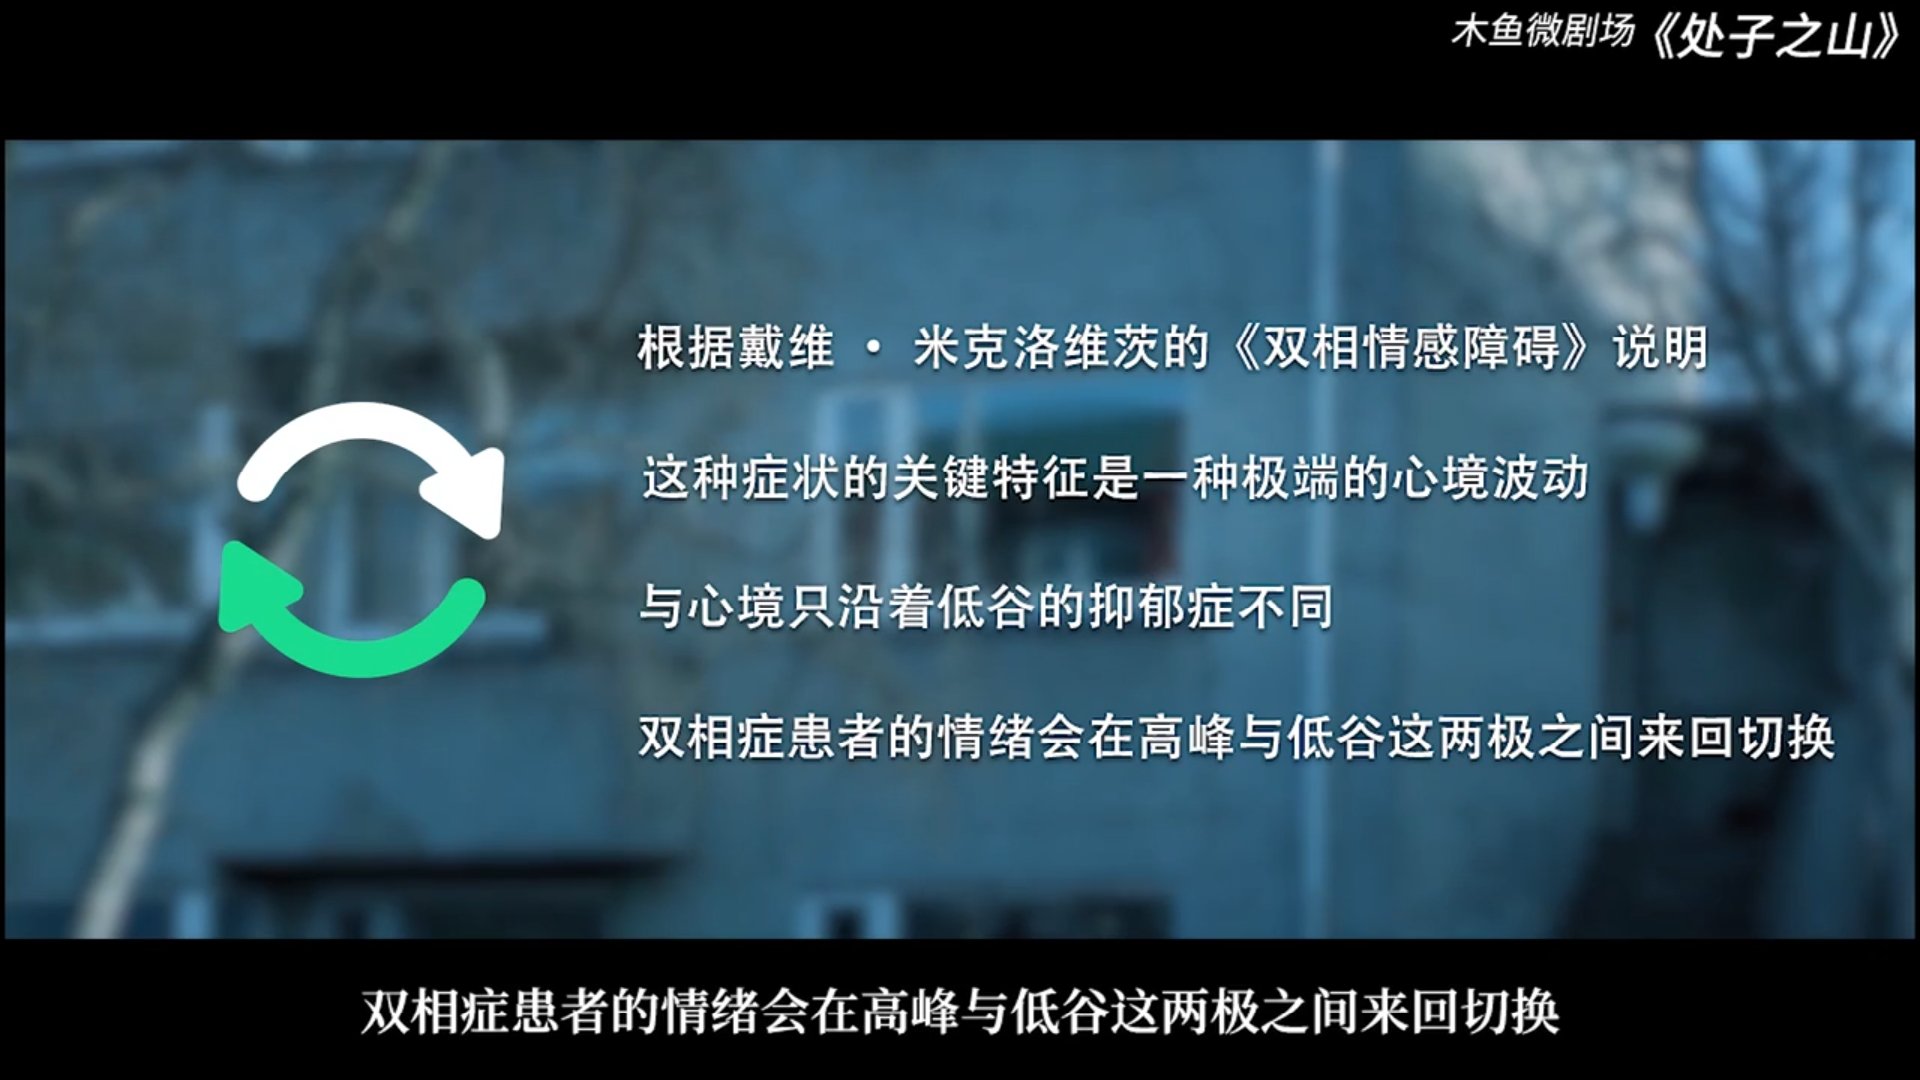 木鱼微剧场《处子之山》
根据戴维·米克洛维茨的《双相情感障碍》说明
这种症状的关键特征是一种极端的心境波动
与心境只沿着低谷的抑郁症不同
双相症患者的情绪会在高峰与低谷这两极之间来回切换
双相症患者的情绪会在高峰与低谷这两极之间来回切换